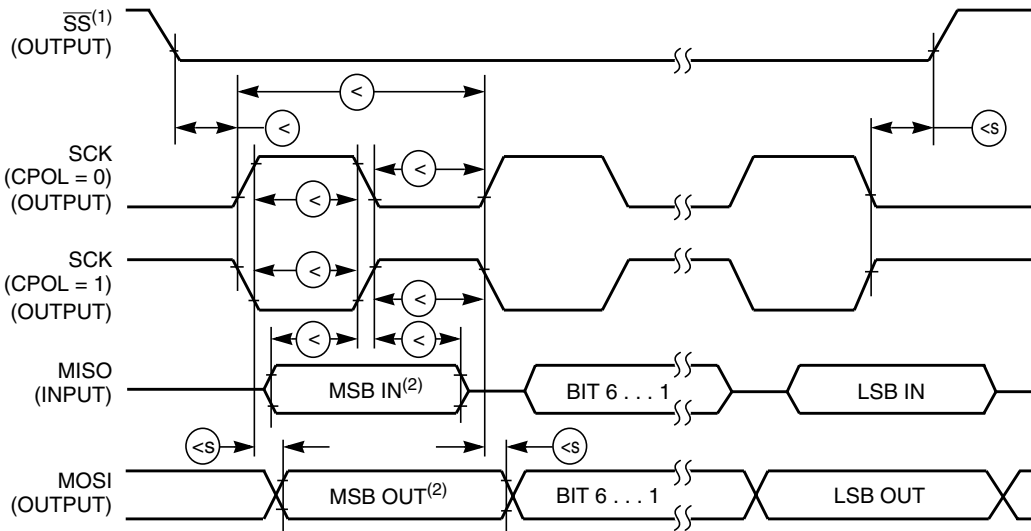 SS(1)
(OUTPUT)
<
<
<s
SCK
(CPOL = 0)
(OUTPUT)
<
<
SCK
(CPOL = 1)
(OUTPUT)
<
<
<
<
MISO
(INPUT)
MSB IN(2)
BIT 6 . . . 1
LSB IN
<s
<s
MOSI
(OUTPUT)
MSB OUT(2)
BIT 6 . . . 1
LSB OUT